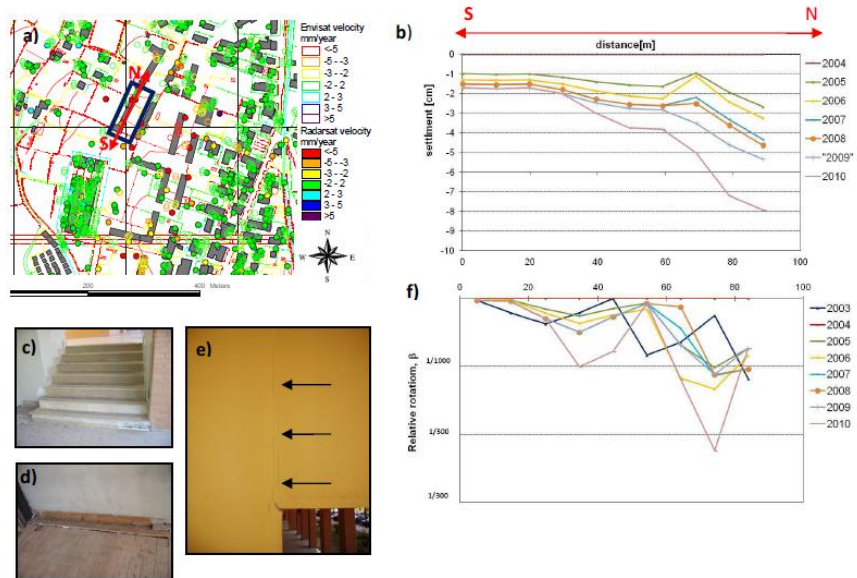 a)
N
S
Envisat velocity
mm/year
<-5
-5 - -3
-3 - -2
-2 - 2
2 - 3
3 - 5
>5
Radarsat velocity
mm/year
<-5
-5 - -3
-3 - -2
-2 - 2
2 - 3
3 - 5
>5
N
W E
S
200 400 Meters
b)
S N
distance[m]
0 20 40 60 80 100
-1
-2
-3
-4
-5
-6
-7
-8
-9
-10
settlment [cm]
2004
2005
2006
2007
2008
"2009"
2010
c)
d)
e)
f)
0 20 40 60 80 100
1/1000
1/500
1/300
Relative rotatiom, β
2003
2004
2005
2006
2007
2008
2009
2010